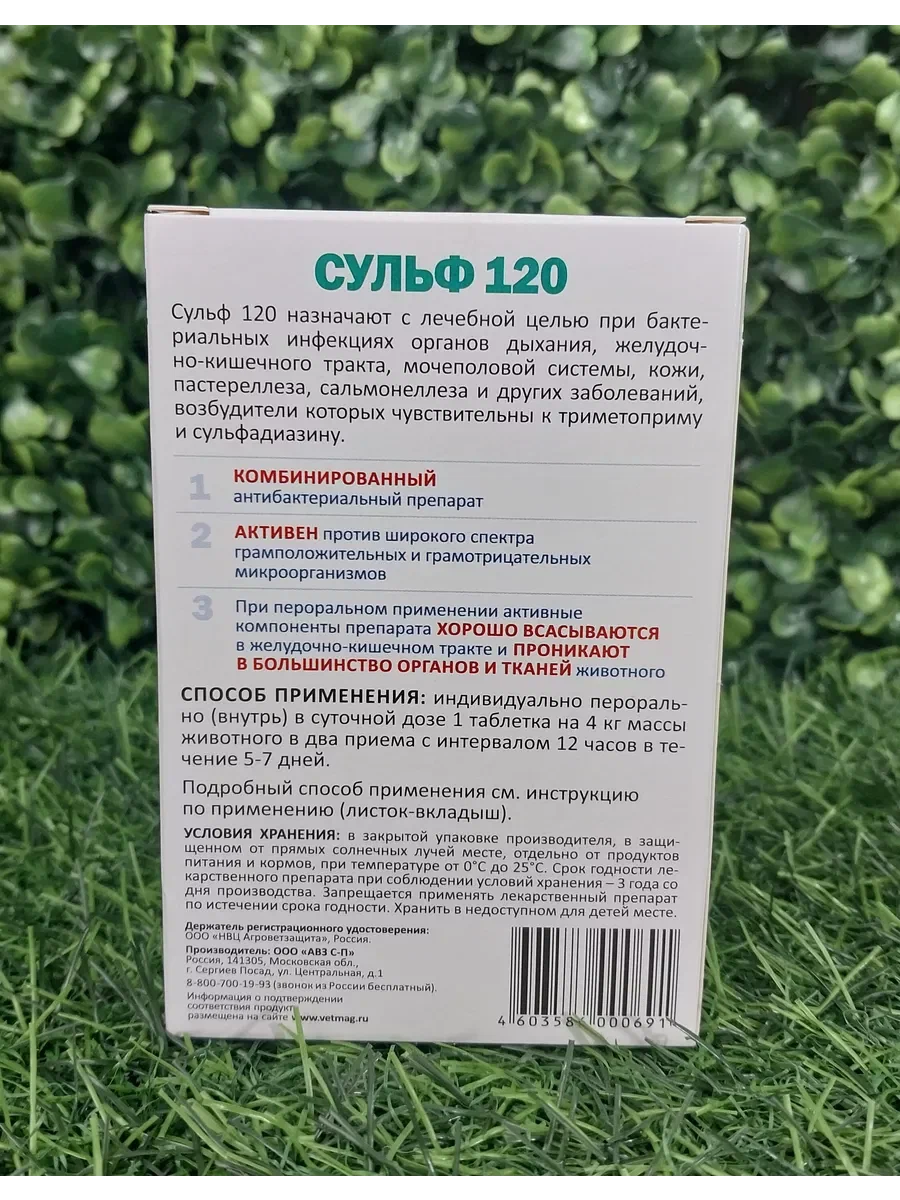 СУЛЬФ 120
Сульф 120 назначают с лечебной целью при бакте-
риальных инфекциях органов дыхания, желудоч-
но-кишечного тракта, мочеполовой системы, кожи,
пастереллеза, сальмонеллеза и других заболеваний,
возбудители которых чувствительны к триметоприму
и сульфадиазину.
1 КОМБИНИРОВАННЫЙ
антибактериальный препарат
2 АКТИВЕН против широкого спектра
грамположительных и грамотрицательных
микроорганизмов
3 При пероральном применении активные
компоненты препарата ХОРОШО ВСАСЫВАЮТСЯ
в желудочно-кишечном тракте и ПРОНИКАЮТ
В БОЛЬШИНСТВО ОРГАНОВ И ТКАНЕЙ животного
СПОСОБ ПРИМЕНЕНИЯ: индивидуально перораль-
но (внутрь) в суточной дозе 1 таблетка на 4 кг массы
животного в два приема с интервалом 12 часов в те-
чение 5-7 дней.
Подробный способ применения см. инструкцию
по применению (листок-вкладыш).
УСЛОВИЯ ХРАНЕНИЯ: в закрытой упаковке производителя, в защи-
щенном от прямых солнечных лучей месте, отдельно от продуктов
питания и кормов, при температуре от 0°С до 25°С. Срок годности ле-
карственного препарата при соблюдении условий хранения – 3 года со
дня производства. Запрещается применять лекарственный препарат
по истечении срока годности. Хранить в недоступном для детей месте.
Держатель регистрационного удостоверения:
ООО «НВЦ Агроветзащита», Россия.
Производитель: ООО «АВЗ С-П»
Россия, 141305, Московская обл.,
г. Сергиев Посад, ул. Центральная, д.1
8-800-700-19-93 (звонок из России бесплатный).
Информация о подтверждении
соответствия продукта
размещена на сайте www.vetmag.ru
4 60358 000691